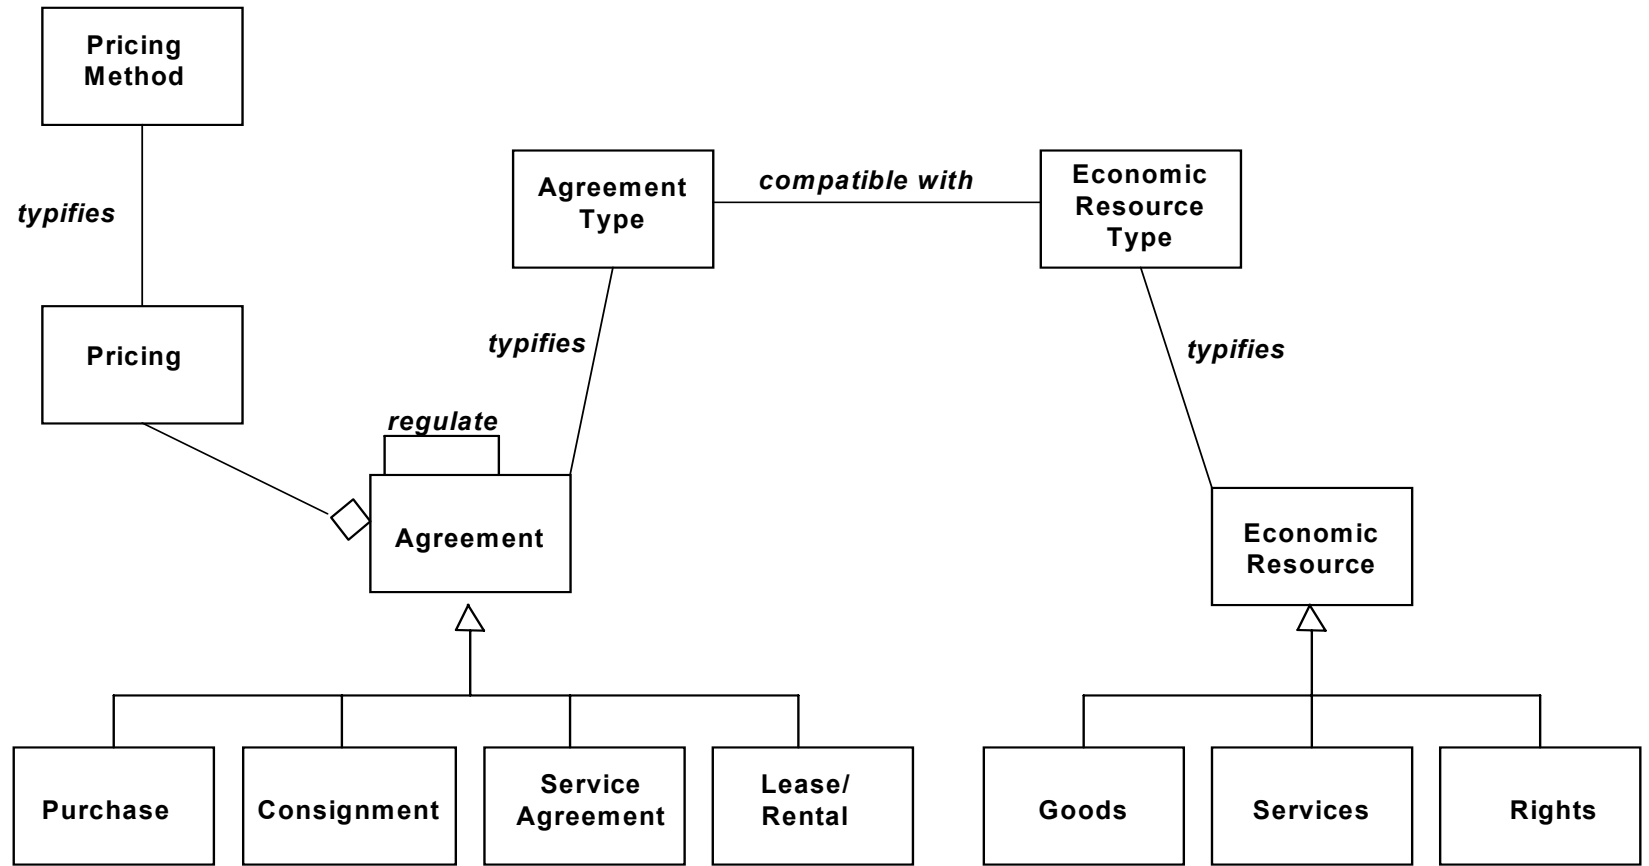 Pricing
Method
typifies
Pricing
Agreement
Type
compatible with
Economic
Resource
Type
typifies
typifies
regulate
Agreement
Economic
Resource
Purchase
Consignment
Service
Agreement
Lease/
Rental
Goods
Services
Rights